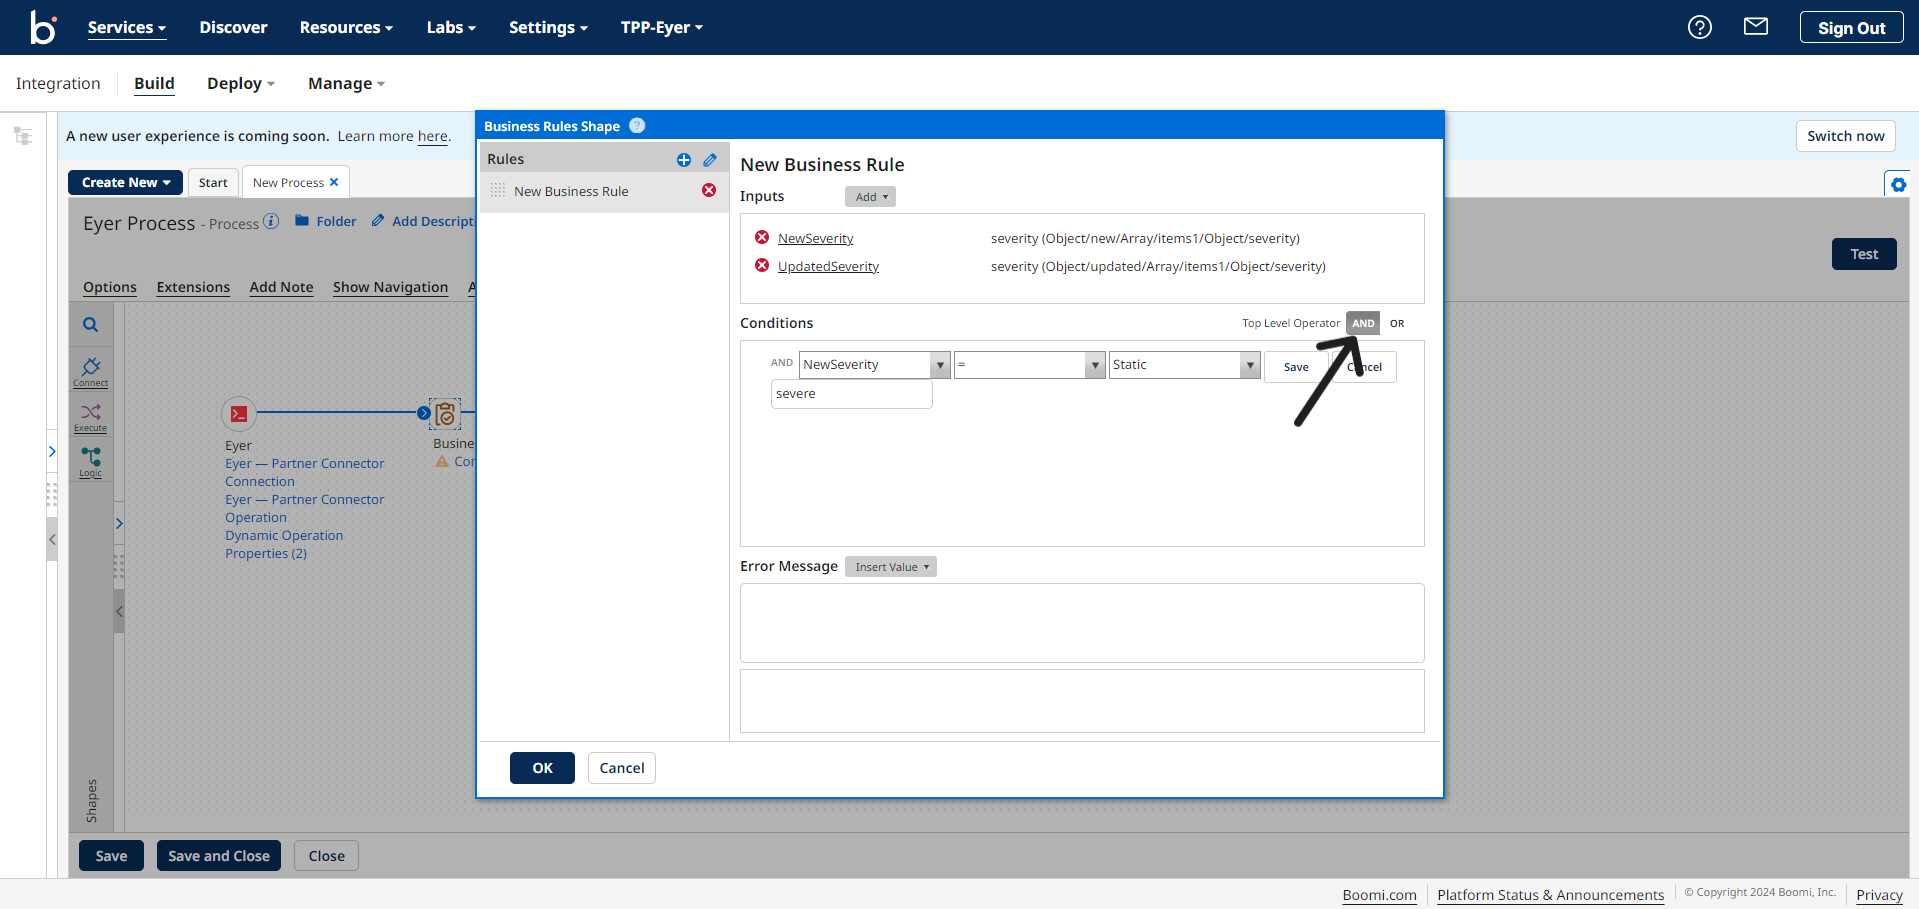 b Services Discover Resources Labs Settings TPP-Eyer ? Sign Out
Integration Build Deploy Manage
A new user experience is coming soon. Learn more here. Switch now
Create New Start New Process
Eyer Process - Process i Folder Add Descripti
Test
Options Extensions Add Note Show Navigation A
Connect
Execute
Logic
Shapes
Eyer
Eyer — Partner Connector
Connection
Eyer — Partner Connector
Operation
Dynamic Operation
Properties (2)
Busine
Con
Business Rules Shape ?
Rules
New Business Rule
New Business Rule
Inputs Add
NewSeverity severity (Object/new/Array/items1/Object/severity)
UpdatedSeverity severity (Object/updated/Array/items1/Object/severity)
Conditions Top Level Operator AND OR
AND NewSeverity = Static Save Cancel
severe
Error Message Insert Value
OK Cancel
Save Save and Close Close
Boomi.com Platform Status & Announcements © Copyright 2024 Boomi, Inc. Privacy